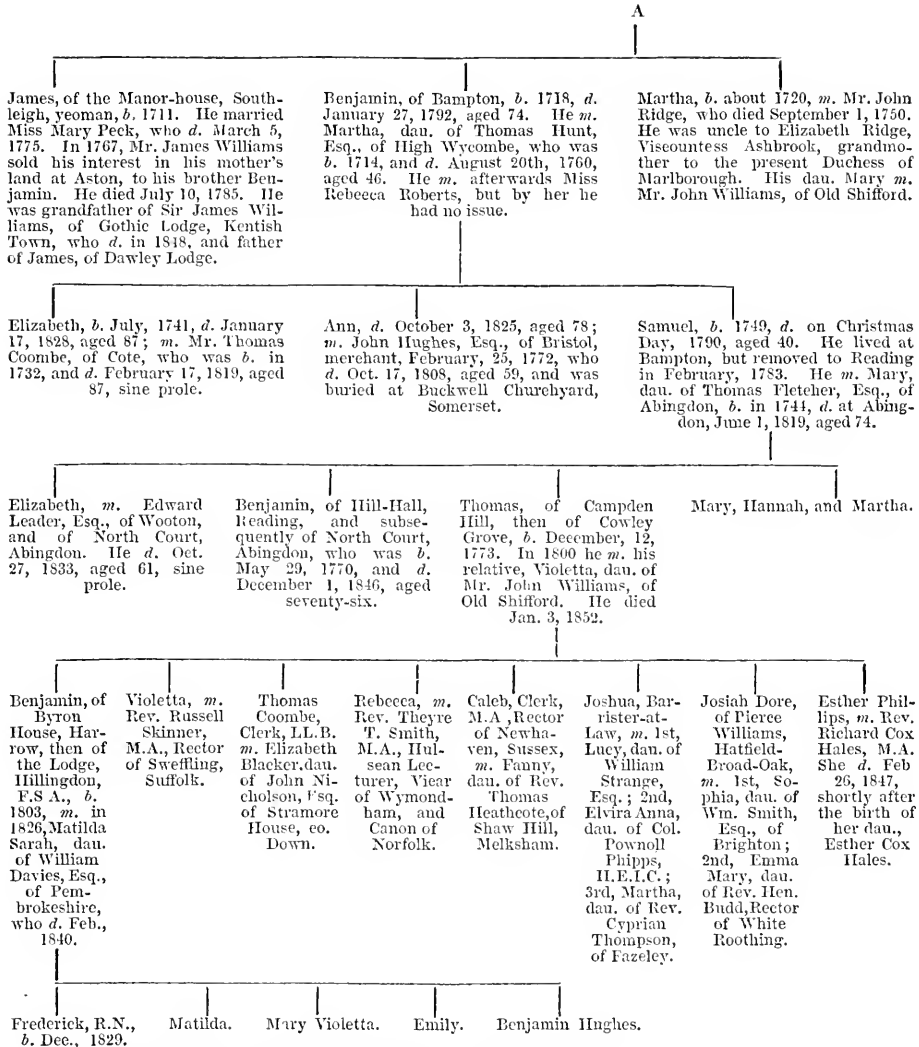 A
James, of the Manor-house, South-
leigh, yeoman, b. 1711. He married
Miss Mary Peck, who d. March 5,
1775. In 1767, Mr. James Williams
sold his interest in his mother's
land at Aston, to his brother Ben-
jamin. He died July 10, 1785. He
was grandfather of Sir James Wil-
liams, of Gothic Lodge, Kentish
Town, who d. in 1848, and father
of James, of Dawley Lodge.
Benjamin, of Bampton, b. 1718, d.
January 27, 1792, aged 74. He m.
Martha, dau. of Thomas Hunt,
Esq., of High Wycombe, who was
b. 1714, and d. August 20th, 1760,
aged 46. He m. afterwards Miss
Rebecca Roberts, but by her he
had no issue.
Martha, b. about 1720, m. Mr. John
Ridge, who died September 1, 1750.
He was uncle to Elizabeth Ridge,
Viscountess Ashbrook, grandmo-
ther to the present Duchess of
Marlborough. His dau. Mary m.
Mr. John Williams, of Old Shifford.
Elizabeth, b. July, 1741, d. January
17, 1828, aged 87; m. Mr. Thomas
Coombe, of Cote, who was b. in
1732, and d. February 17, 1819, aged
87, sine prole.
Ann, d. October 3, 1825, aged 78;
m. John Hughes, Esq., of Bristol,
merchant, February, 25, 1772, who
d. Oct. 17, 1808, aged 59, and was
buried at Buckwell Churchyard,
Somerset.
Samuel, b. 1749, d. on Christmas
Day, 1790, aged 40. He lived at
Bampton, but removed to Reading
in February, 1783. He m. Mary,
dau. of Thomas Fletcher, Esq., of
Abingdon, b. in 1744, d. at Abing-
don, June 1, 1819, aged 74.
Elizabeth, m. Edward
Leader, Esq., of Wooton,
and of North Court,
Abingdon. He d. Oct.
27, 1833, aged 61, sine
prole.
Benjamin, of Hill-Hall,
Reading, and subse-
quently of North Court,
Abingdon, who was b.
May 29, 1770, and d.
December 1, 1846, aged
seventy-six.
Thomas, of Campden
Hill, then of Cowley
Grove, b. December, 12,
1773. In 1800 he m. his
relative, Violetta, dau. of
Mr. John Williams, of
Old Shifford. He died
Jan. 3, 1852.
Mary, Hannah, and Martha.
Benjamin, of
Byron
House, Har-
row, then of
the Lodge,
Hillingdon,
F.S A., b.
1803, m. in
1826, Matilda
Sarah, dau.
of William
Davies, Esq.,
of Pem-
brokeshire,
who d. Feb.,
1840.
Violetta, m.
Rev. Russell
Skinner,
M.A., Rector
of Sweffling,
Suffolk.
Thomas
Coombe,
Clerk, LL.B.
m. Elizabeth
Blacker, dau.
of John Ni-
cholson, Esq.
of Stramore
House, co.
Down.
Rebecca, m.
Rev. Theyre
T. Smith,
M.A., Hul-
sean Lec-
turer, Vicar
of Wymond-
ham, and
Canon of
Norfolk.
Caleb, Clerk,
M.A., Rector
of Newha-
ven, Sussex,
m. Fanny,
dau. of Rev.
Thomas
Heathcote, of
Shaw Hill,
Melksham.
Joshua, Bar-
rister-at-
Law, m. 1st,
Lucy, dau. of
William
Strange,
Esq.; 2nd,
Elvira Anna,
dau. of Col.
Pownoll
Phipps,
H.E.I.C.;
3rd, Martha,
dau. of Rev.
Cyprian
Thompson,
of Fazeley.
Josiah Dore,
of Pierce
Williams,
Hatfield-
Broad-Oak,
m. 1st, So-
phia, dau. of
Wm. Smith,
Esq., of
Brighton;
2nd, Emma
Mary, dau.
of Rev. Hen.
Budd, Rector
of White
Roothing.
Esther Phil-
lips, m. Rev.
Richard Cox
Hales, M.A.
She d. Feb
26, 1847,
shortly after
the birth of
her dau.,
Esther Cox
Hales.
Frederick, R.N.,
b. Dec., 1829.
Matilda.
Mary Violetta.
Emily.
Benjamin Hughes.